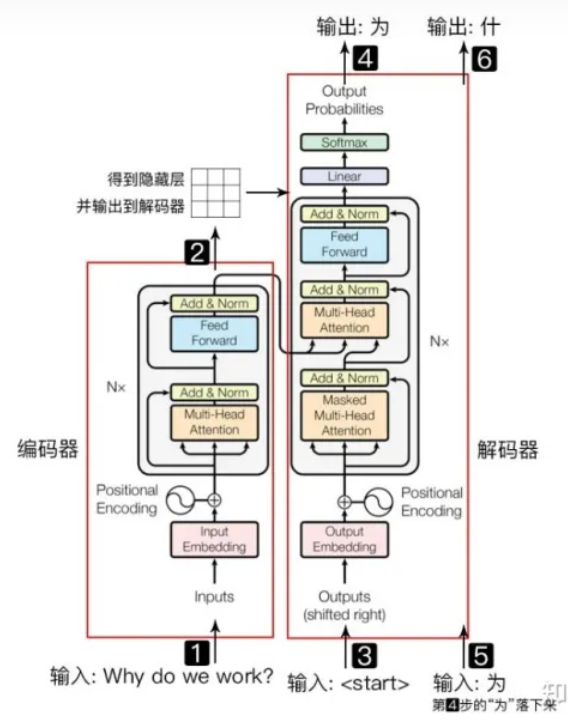 输出: 为
输出: 什
4
6
Output
Probabilities
Softmax
Linear
得到隐藏层
并输出到解码器
2
Add & Norm
Feed
Forward
Add & Norm
Multi-Head
Attention
N×
编码器
Positional
Encoding
Input
Embedding
Inputs
1
输入: Why do we work?
Add & Norm
Feed
Forward
Add & Norm
Multi-Head
Attention
N×
Add & Norm
Masked
Multi-Head
Attention
解码器
Positional
Encoding
Output
Embedding
Outputs
(shifted right)
3
5
输入: <start>
输入: 为
第4步的“为”落下来
知